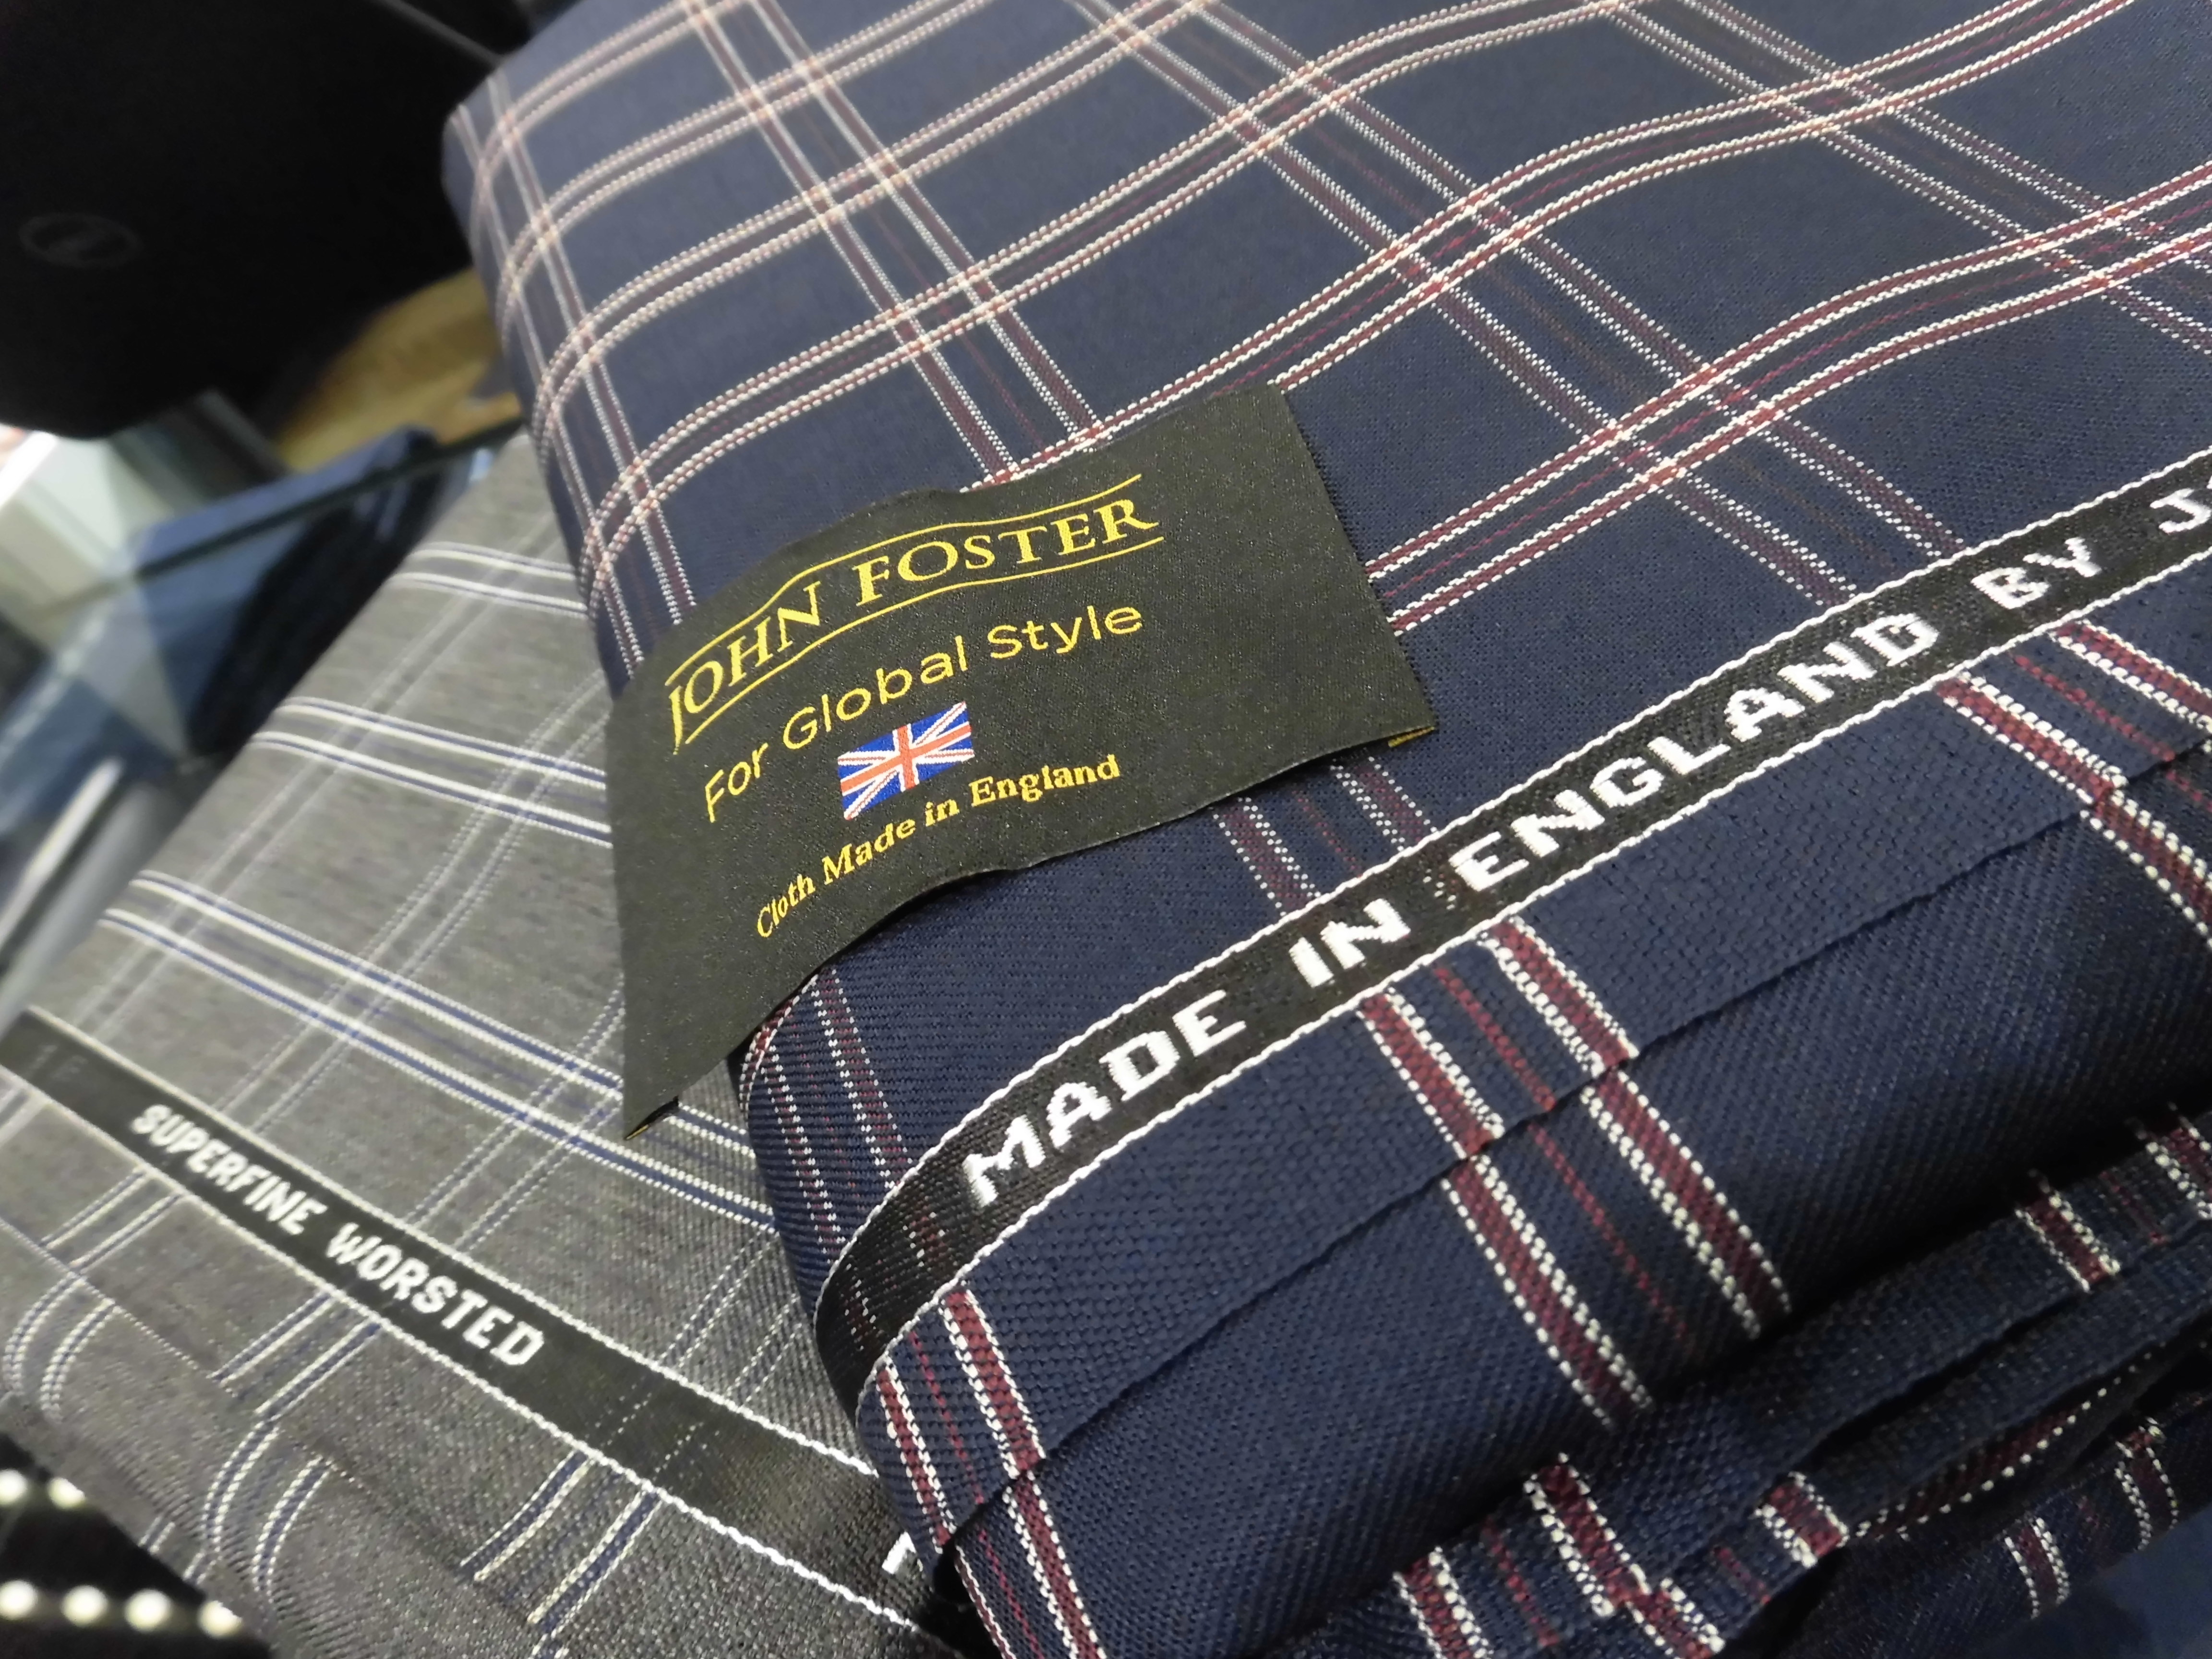 JOHN FOSTER
For Global Style
Cloth Made in England
MADE IN ENGLAND BY J
SUPERFINE WORSTED